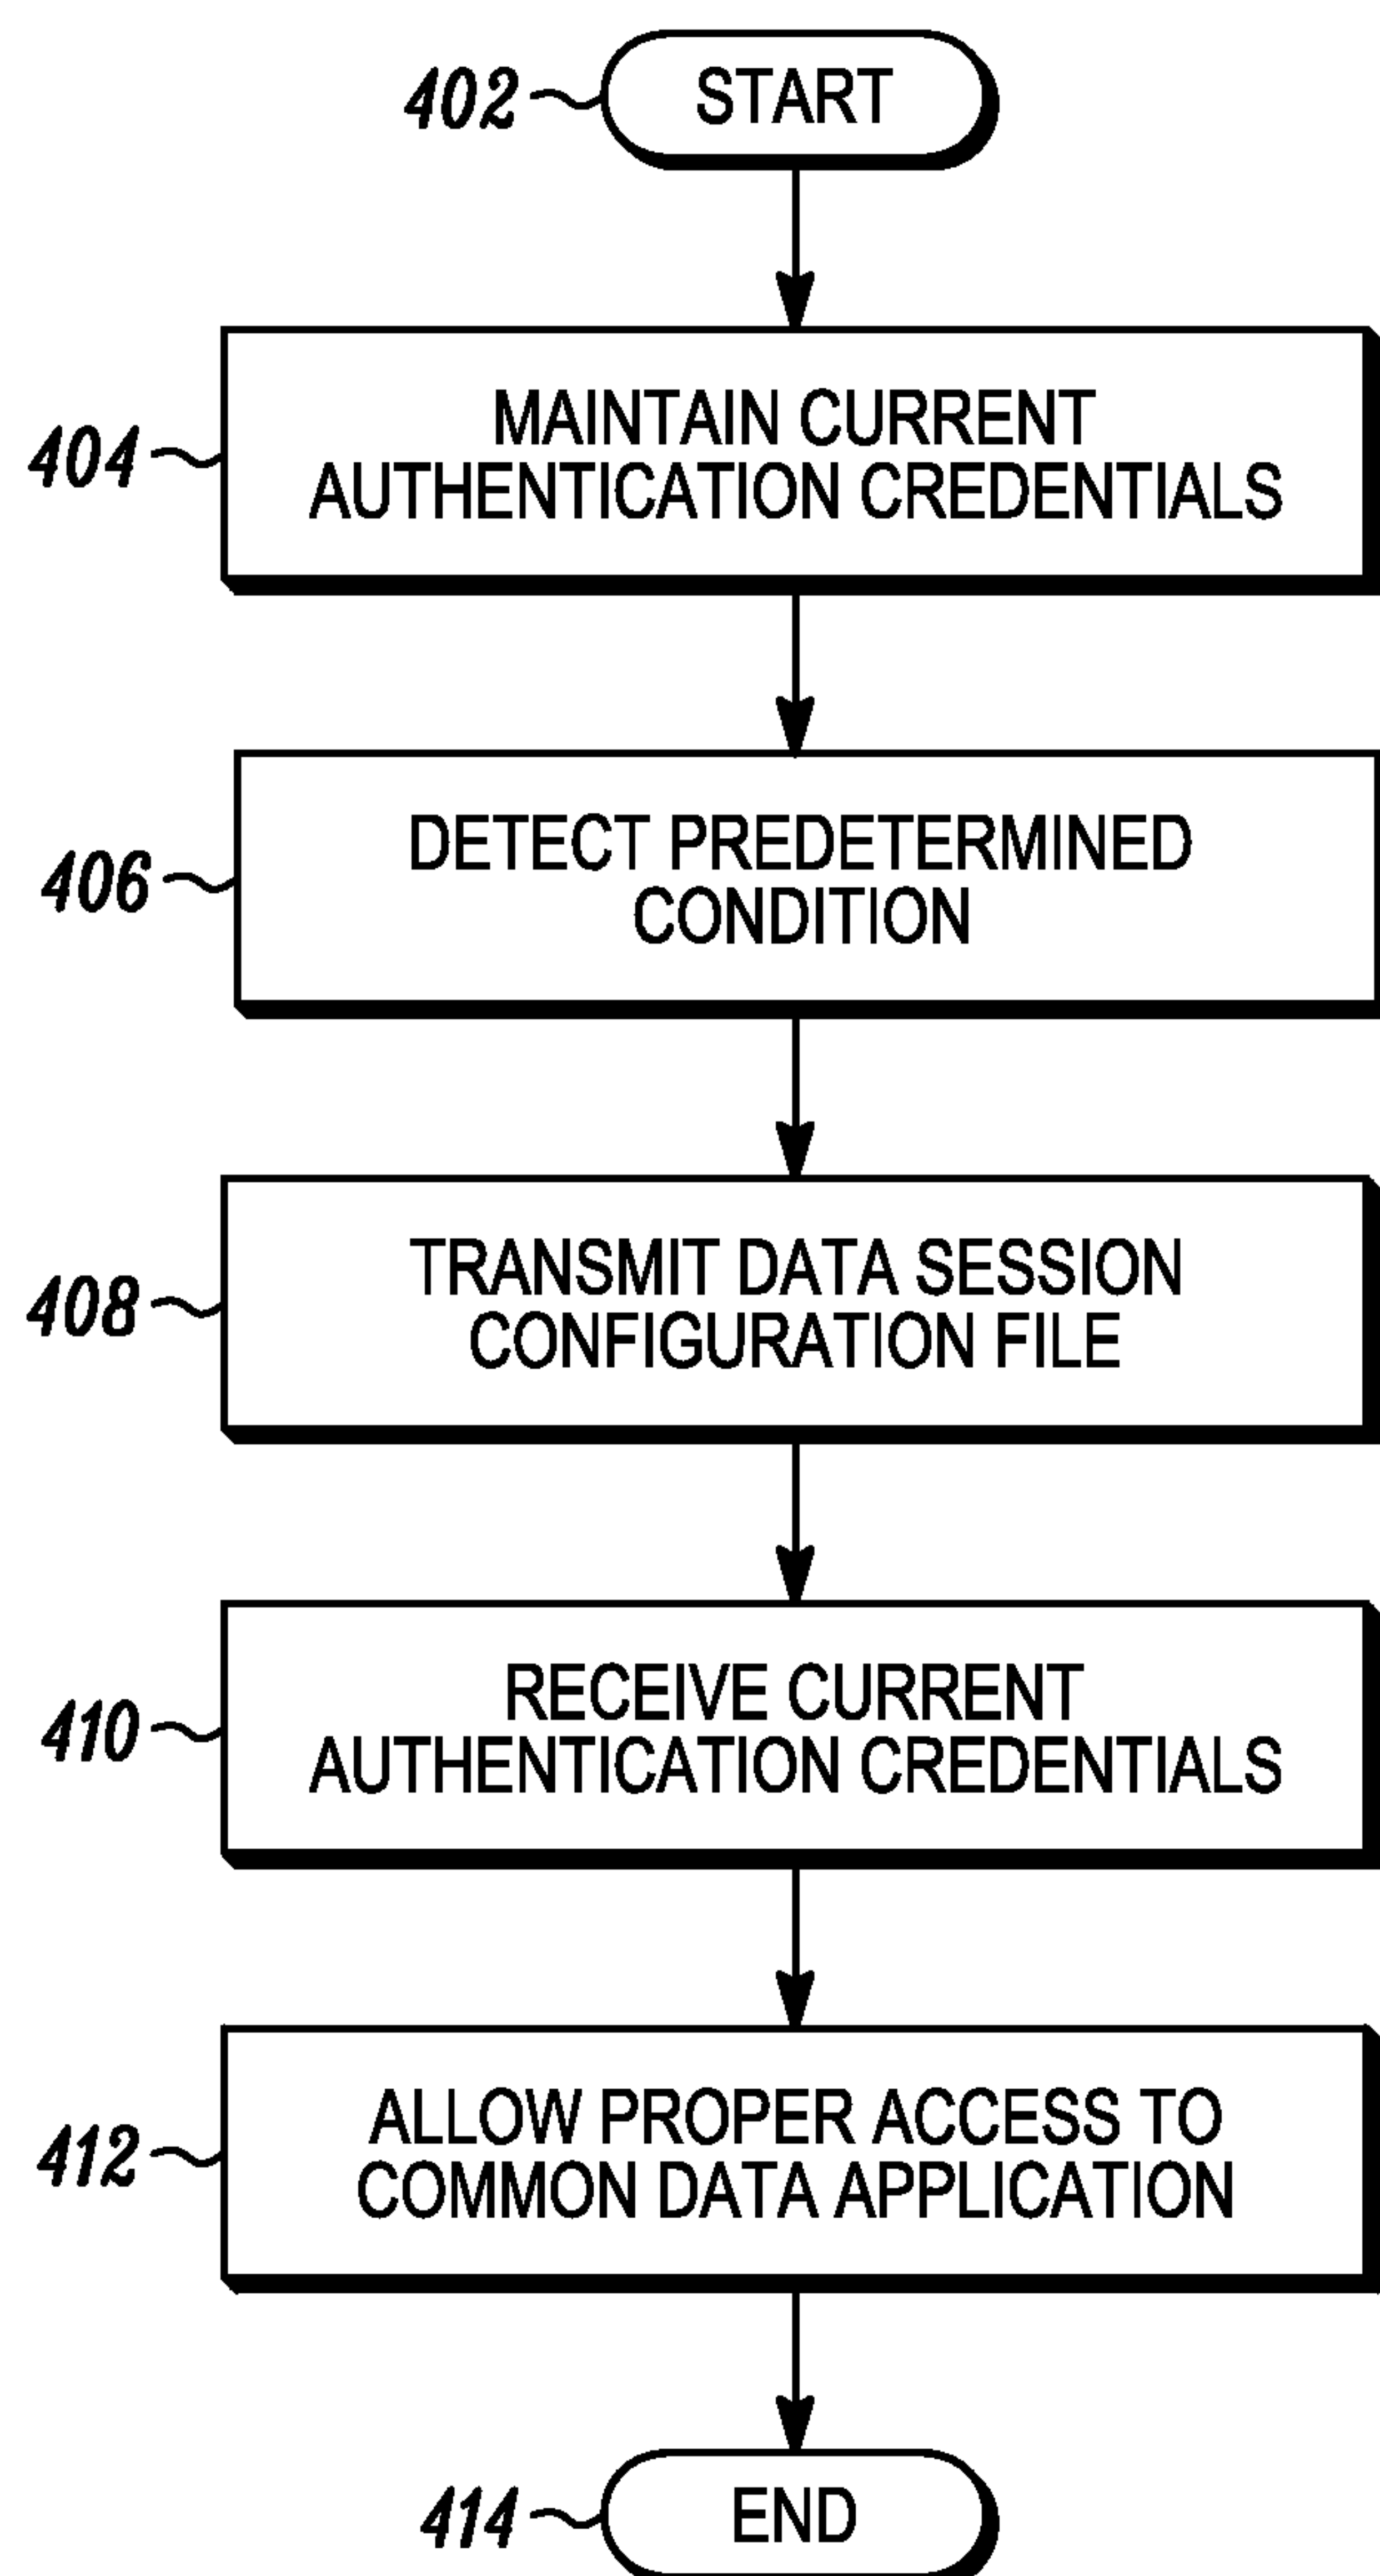 402
START
404
MAINTAIN CURRENT
AUTHENTICATION CREDENTIALS
406
DETECT PREDETERMINED
CONDITION
408
TRANSMIT DATA SESSION
CONFIGURATION FILE
410
RECEIVE CURRENT
AUTHENTICATION CREDENTIALS
412
ALLOW PROPER ACCESS TO
COMMON DATA APPLICATION
414
END